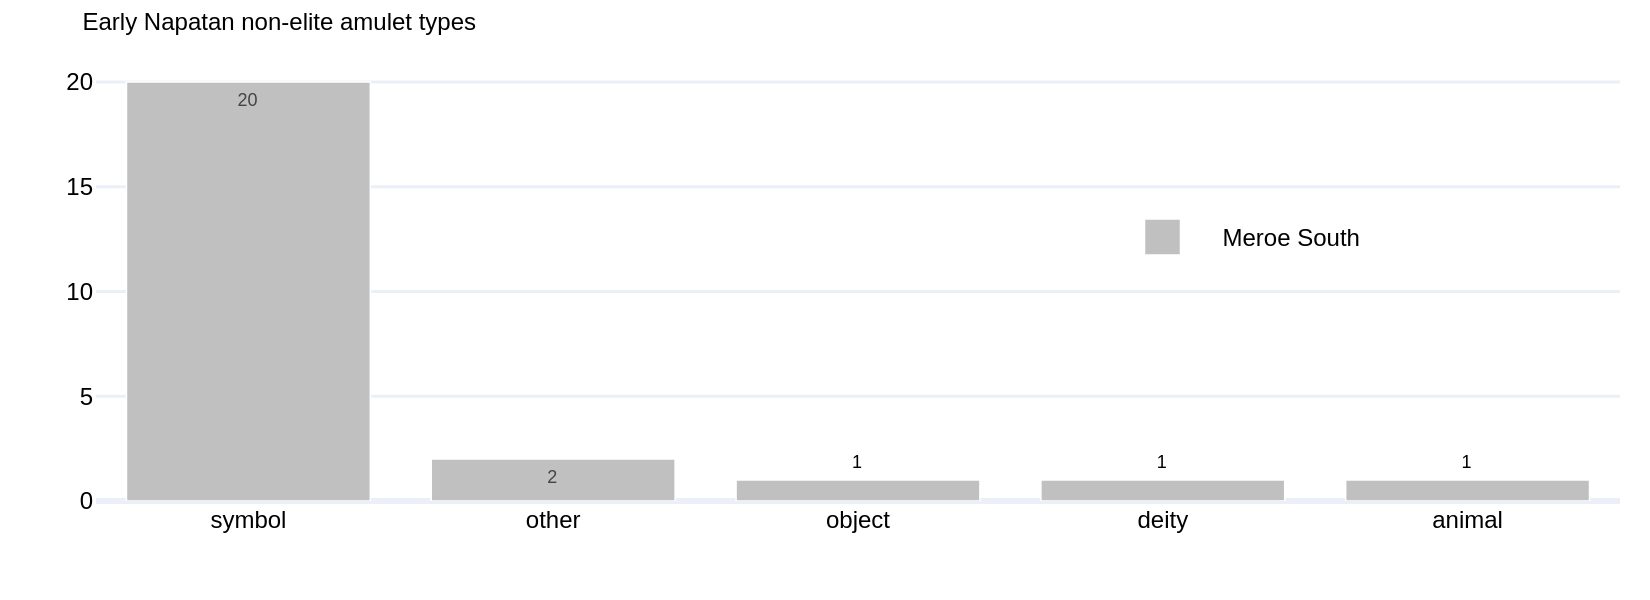 Early Napatan non-elite amulet types
20
20
15
Meroe South
10
5
1 1 1
2
0
symbol other object deity animal